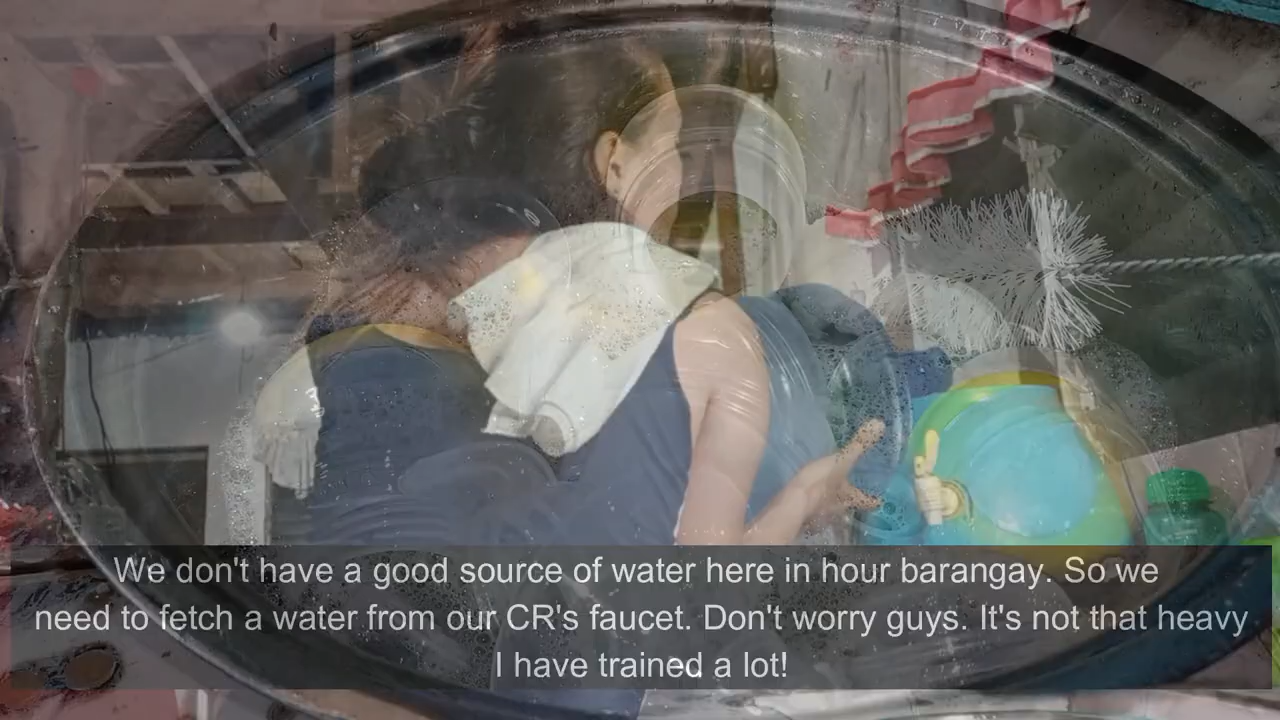 We don't have a good source of water here in hour barangay. So we
need to fetch a water from our CR's faucet. Don't worry guys. It's not that heavy
I have trained a lot!